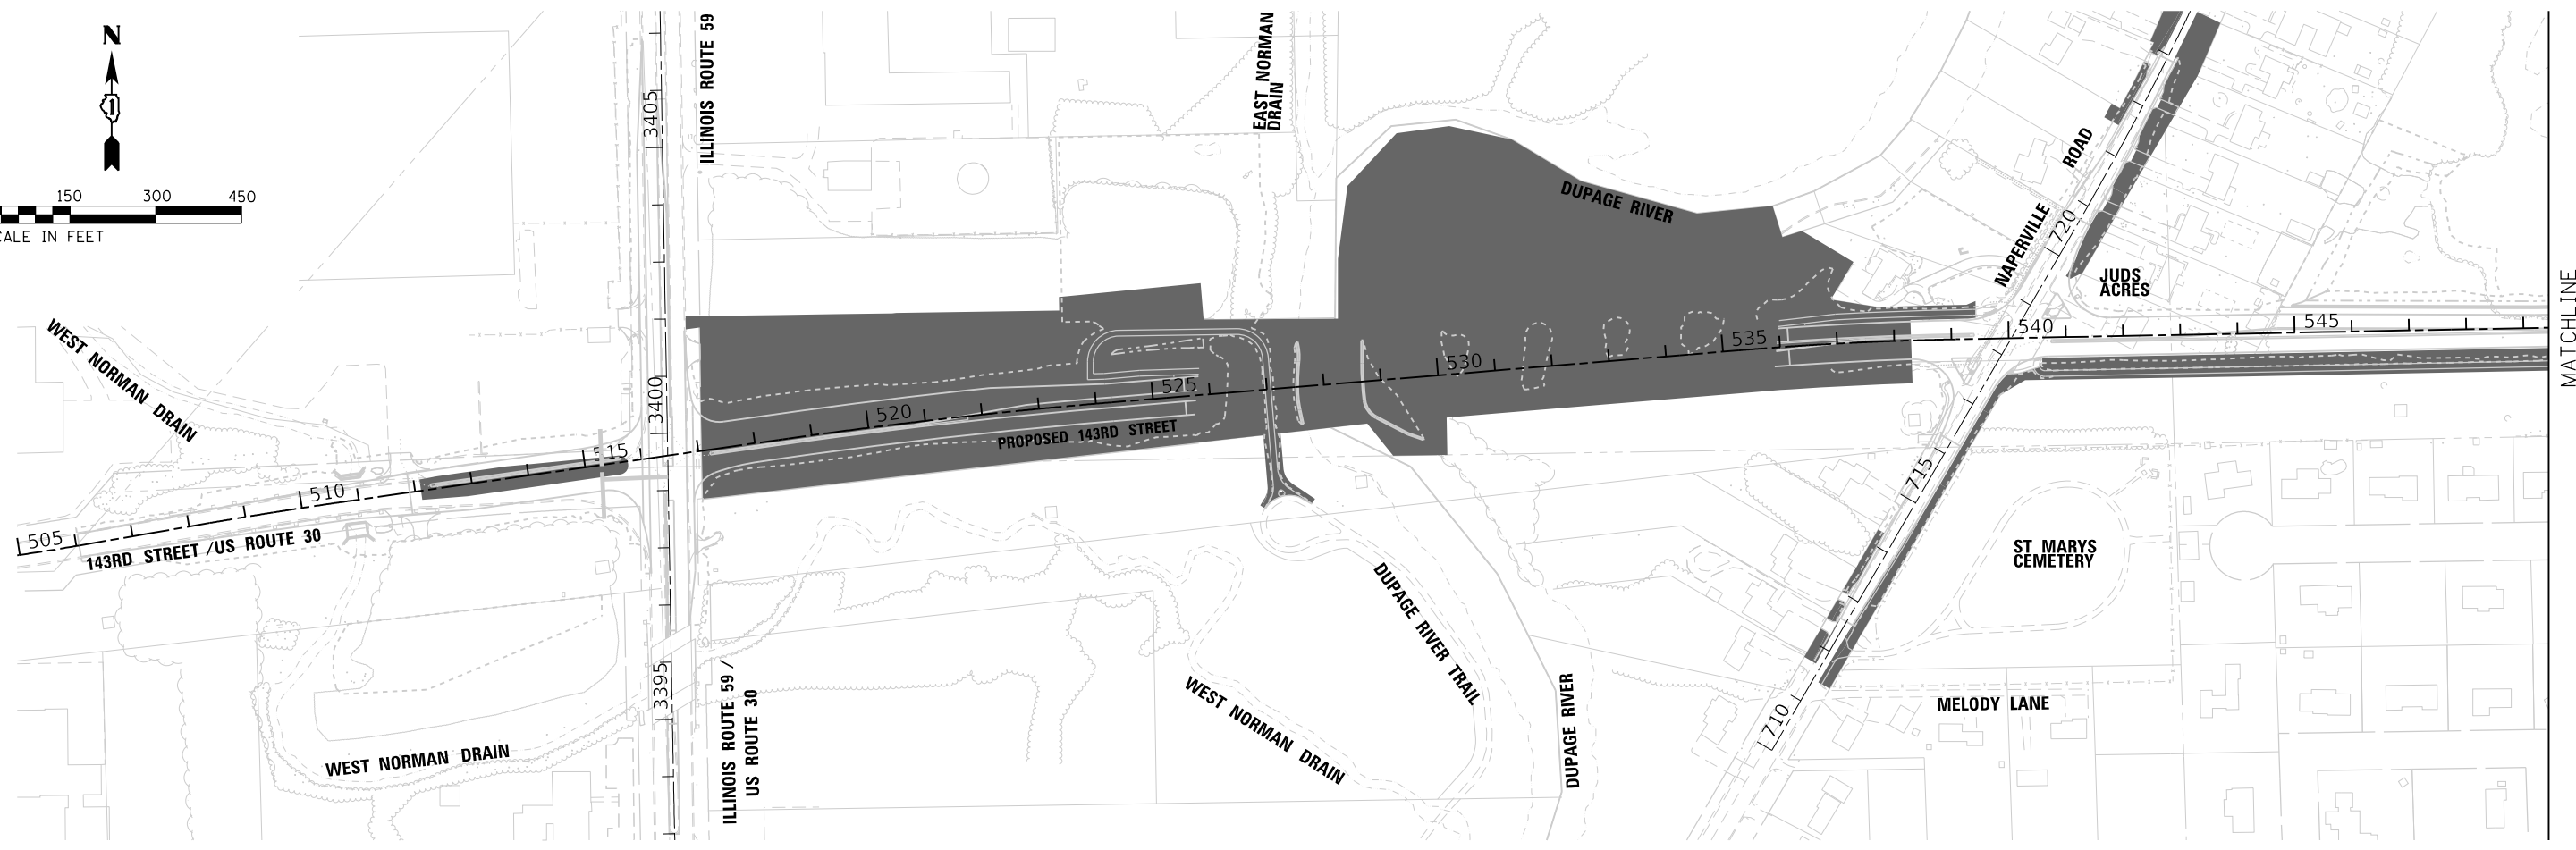 N
1
150 300 450
CALE IN FEET
ILLINOIS ROUTE 59
3405
3400
3395
ILLINOIS ROUTE 59 /
US ROUTE 30
WEST NORMAN DRAIN
505
510
515
520
525
530
535
540
545
143RD STREET /US ROUTE 30
WEST NORMAN DRAIN
PROPOSED 143RD STREET
EAST NORMAN
DRAIN
DUPAGE RIVER
DUPAGE RIVER TRAIL
WEST NORMAN DRAIN
DUPAGE RIVER
NAPERVILLE ROAD
720
715
710
JUDS
ACRES
ST MARYS
CEMETERY
MELODY LANE
MATCHLINE